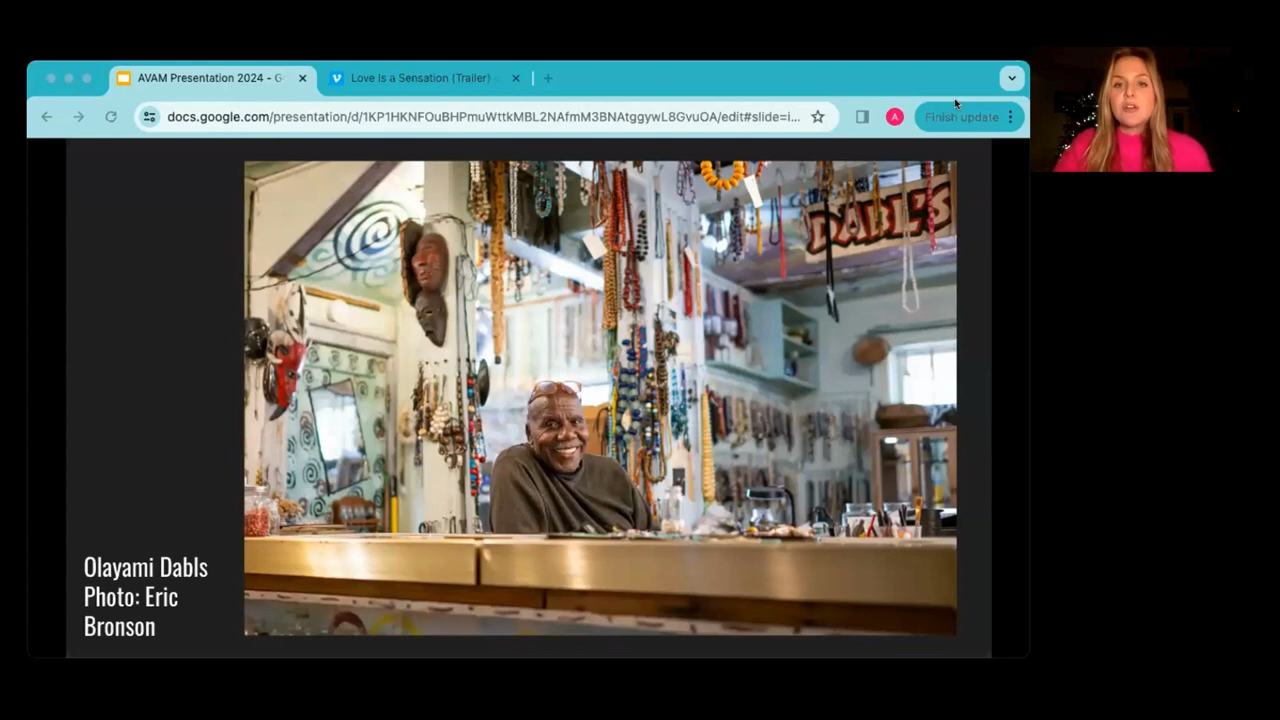 AVAM Presentation 2024 - G
Love Is a Sensation (Trailer)
docs.google.com/presentation/d/1KP1HKNFOuBHPmuWttkMBL2NAfmM3BNAtggywL8GvuOA/edit#slide=i...
A
Finish update
DABL'S
Olayami Dabls
Photo: Eric
Bronson